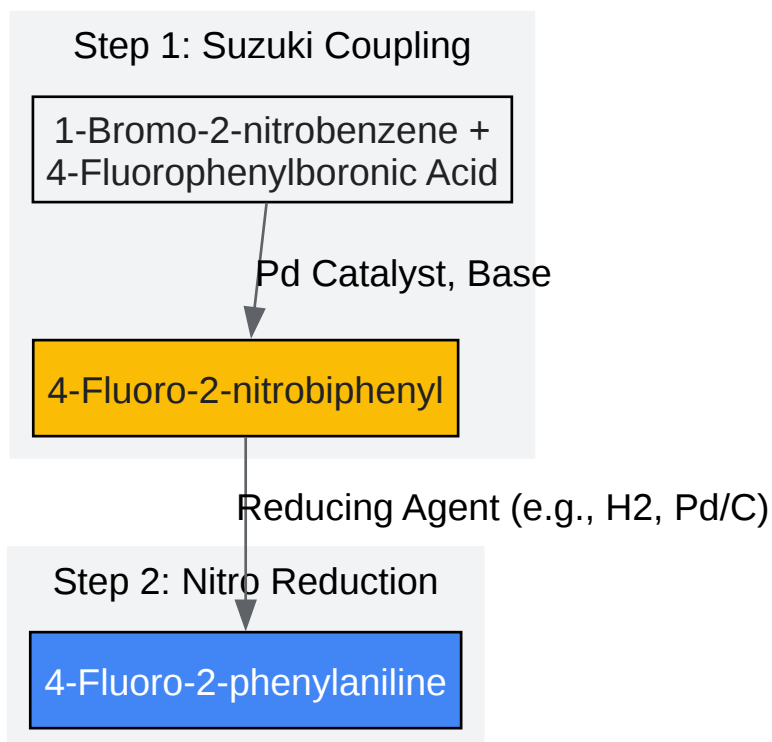 Step 1: Suzuki Coupling
1-Bromo-2-nitrobenzene +
4-Fluorophenylboronic Acid
Pd Catalyst, Base
4-Fluoro-2-nitrobiphenyl
Reducing Agent (e.g., H2, Pd/C)
Step 2: Nitro Reduction
4-Fluoro-2-phenylaniline